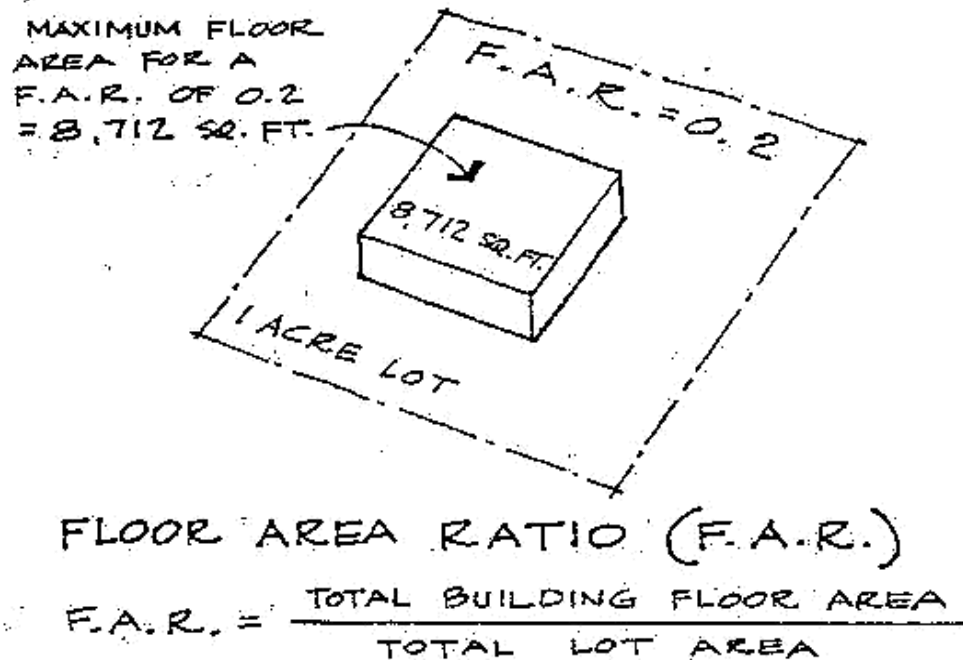 MAXIMUM FLOOR
AREA FOR A
F.A.R. OF 0.2
= 8,712 SQ. FT.
F.A.R. = 0.2
8,712 SQ. FT.
1 ACRE LOT
FLOOR AREA RATIO (F.A.R.)
F.A.R. = TOTAL BUILDING FLOOR AREA
TOTAL LOT AREA